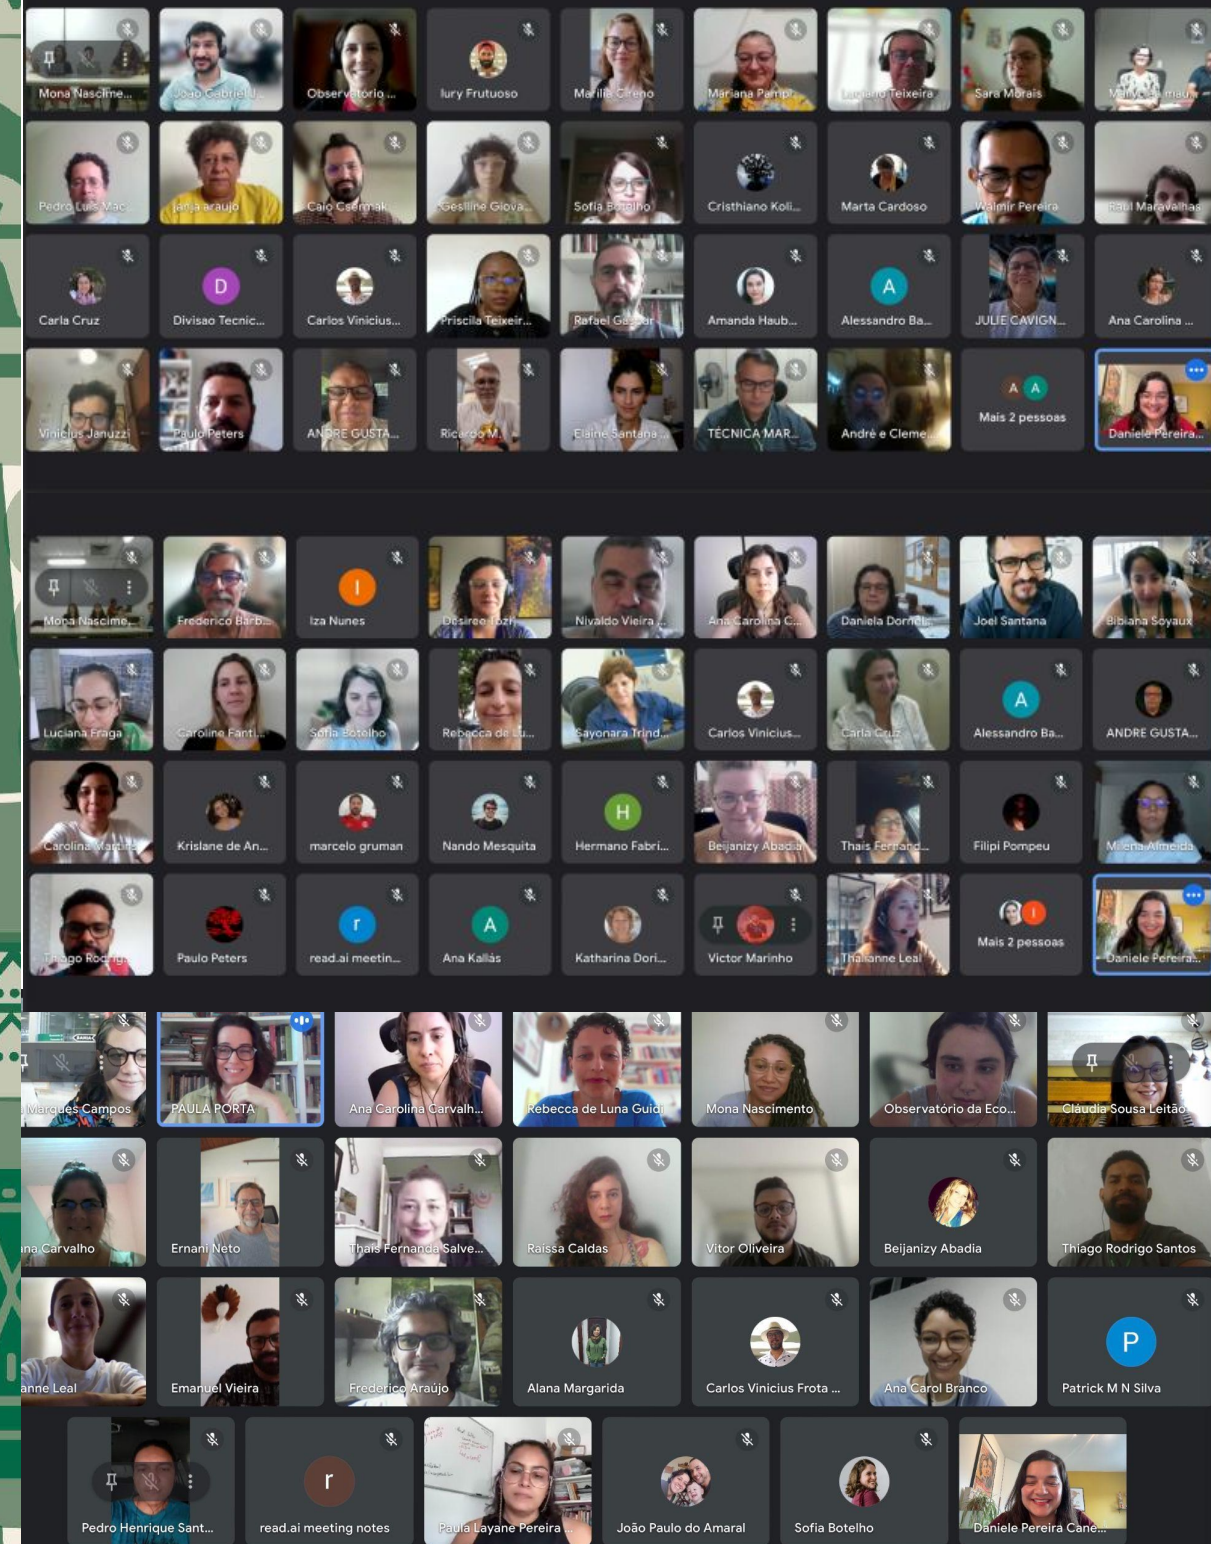 Mona Nascime...
João Gabriel J...
Observatório ...
Iury Frutuoso
Marilia Cireno
Mariana Pampl...
Luciano Teixeira
Sara Morais
Pedro Luis Mac...
janja araujo
Caio Csermak
Geslline Giova...
Sofia Botelho
Cristhiano Koli...
Marta Cardoso
Walmir Pereira
Raul Maravalhas
Carla Cruz
D
Divisao Tecnic...
Carlos Vinicius...
Priscila Teixeir...
Rafael Gaspar
Amanda Haub...
A
Alessandro Ba...
JULIE CAVIGN...
Ana Carolina ...
Vinicius Januzzi
Paulo Peters
ANDRE GUSTA...
Ricardo M.
Elaine Santana ...
TÉCNICA MAR...
André e Cleme...
A A
Mais 2 pessoas
Daniele Pereira...
Mona Nascime...
Frederico Barb...
I
Iza Nunes
Desiree Tozi
Nivaldo Vieira ...
Ana Carolina C...
Daniela Dornel...
Joel Santana
Bibiana Soyaux
Luciana Fraga
Caroline Fanti...
Sofia Botelho
Rebecca de Lu...
Sayonara Trind...
Carlos Vinicius...
Carla Cruz
A
Alessandro Ba...
ANDRE GUSTA...
Carolina Martins
Krislane de An...
marcelo gruman
Nando Mesquita
H
Hermano Fabri...
Beijanizy Abadia
Thaís Fernand...
Filipi Pompeu
Milena Almeida
Thiago Rodrig...
Paulo Peters
r
read.ai meetin...
A
Ana Kallás
Katharina Dori...
Victor Marinho
Thaisanne Leal
I
Mais 2 pessoas
Daniele Pereira...
Marques Campos
PAULA PORTA
Ana Carolina Carvalh...
Rebecca de Luna Guidi
Mona Nascimento
Observatório da Eco...
Cláudia Sousa Leitão
na Carvalho
Ernani Neto
Thaís Fernanda Salve...
Raissa Caldas
Vitor Oliveira
Beijanizy Abadia
Thiago Rodrigo Santos
anne Leal
Emanuel Vieira
Frederico Araújo
Alana Margarida
Carlos Vinicius Frota ...
Ana Carol Branco
P
Patrick M N Silva
Pedro Henrique Sant...
r
read.ai meeting notes
Paula Layane Pereira ...
João Paulo do Amaral
Sofia Botelho
Daniele Pereira Cane...